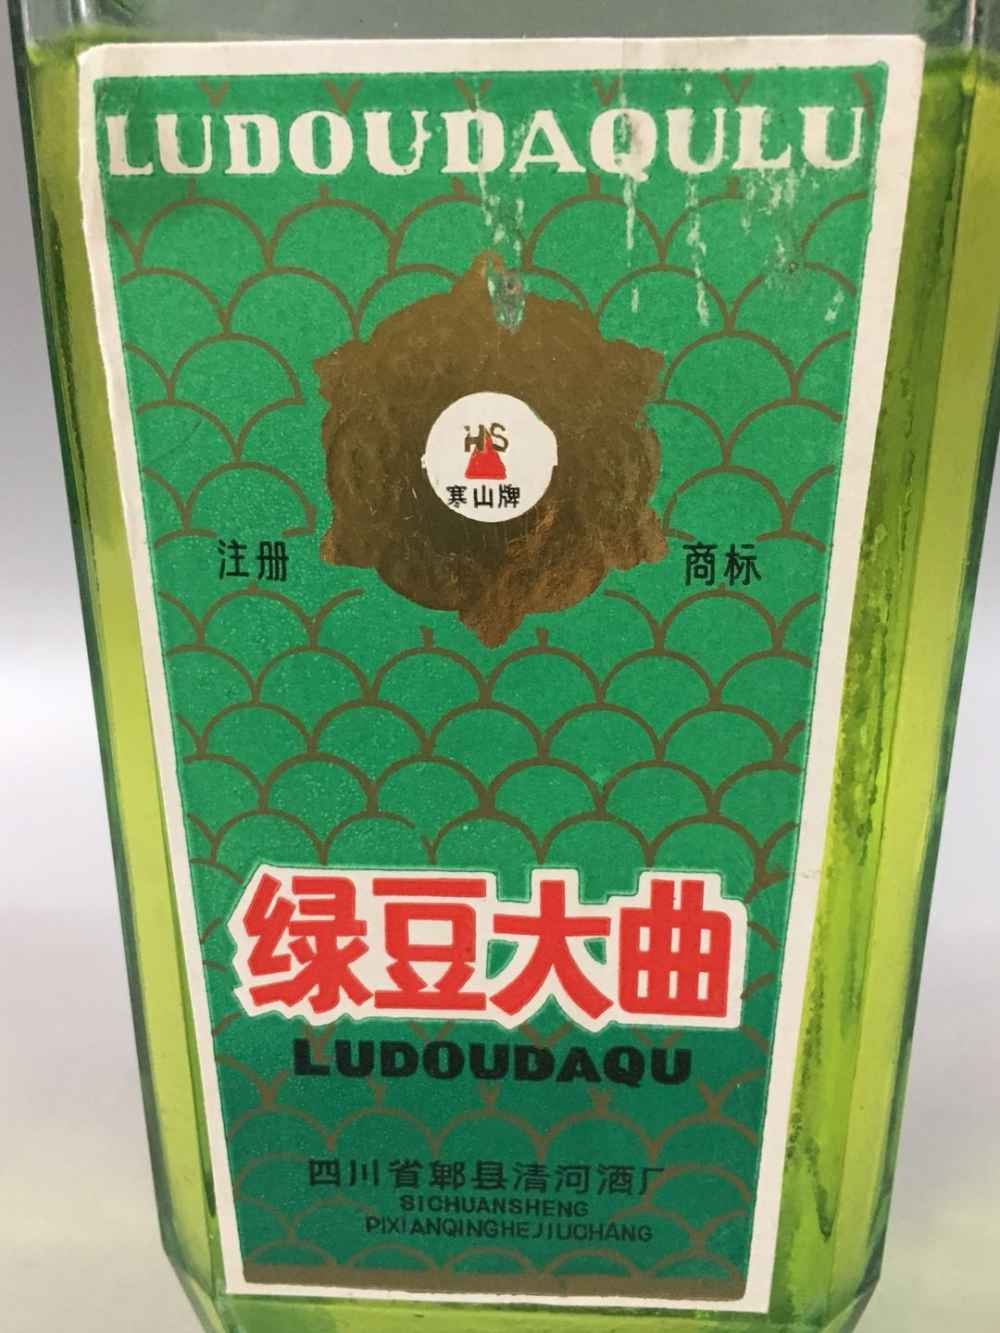 LUDOUDAQULU
HS
寒山牌
注册 商标
绿豆大曲
LUDOUDAQU
四川省郫县清河酒厂
SICHUANSHENG
PIXIANQINGHEJIUCHANG